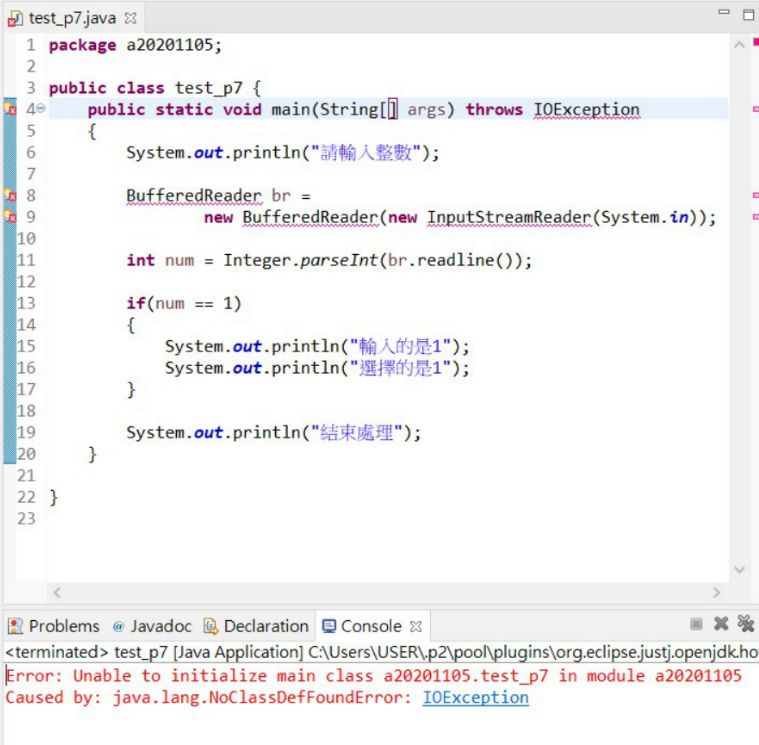 test_p7.java
1 package a20201105;
2
3 public class test_p7 {
4 public static void main(String[] args) throws IOException
5 {
6 System.out.println("請輸入整數");
7
8 BufferedReader br =
9 new BufferedReader(new InputStreamReader(System.in));
10
11 int num = Integer.parseInt(br.readline());
12
13 if(num == 1)
14 {
15 System.out.println("輸入的是1");
16 System.out.println("選擇的是1");
17 }
18
19 System.out.println("結束處理");
20 }
21
22 }
23
Problems @ Javadoc Declaration Console
<terminated> test_p7 [Java Application] C:\Users\USER\.p2\pool\plugins\org.eclipse.justj.openjdk.ho
Error: Unable to initialize main class a20201105.test_p7 in module a20201105
Caused by: java.lang.NoClassDefFoundError: IOException